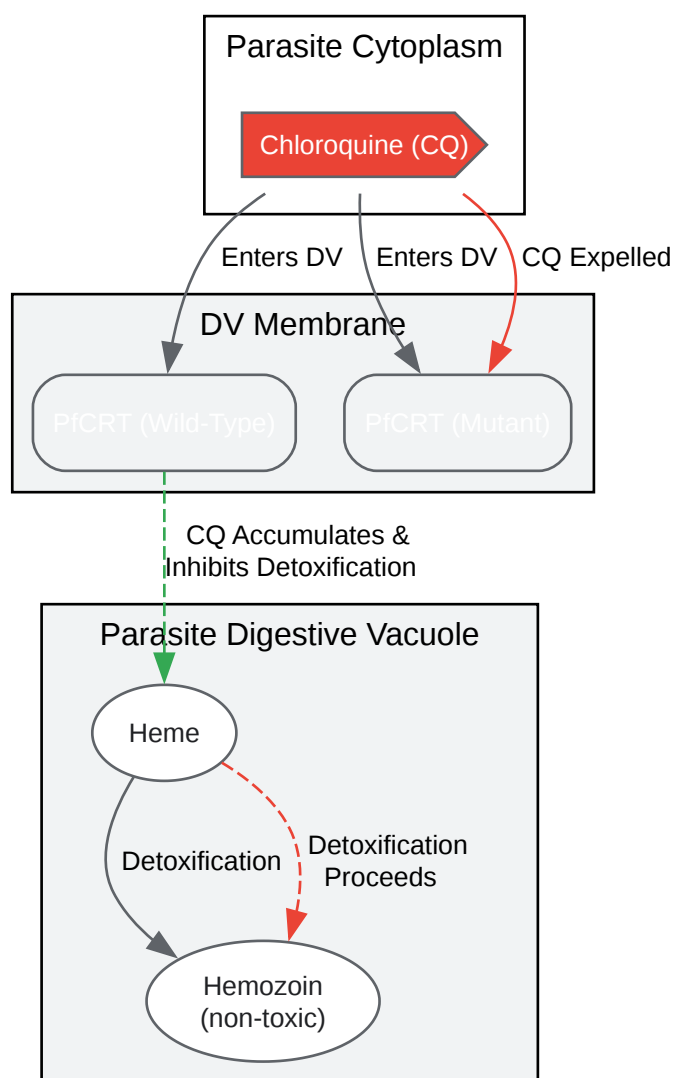 Parasite Cytoplasm
Chloroquine (CQ)
Enters DV
Enters DV
CQ Expelled
DV Membrane
PfCRT (Wild-Type)
PfCRT (Mutant)
CQ Accumulates &
Inhibits Detoxification
Parasite Digestive Vacuole
Heme
Detoxification
Detoxification
Proceeds
Hemozoin
(non-toxic)